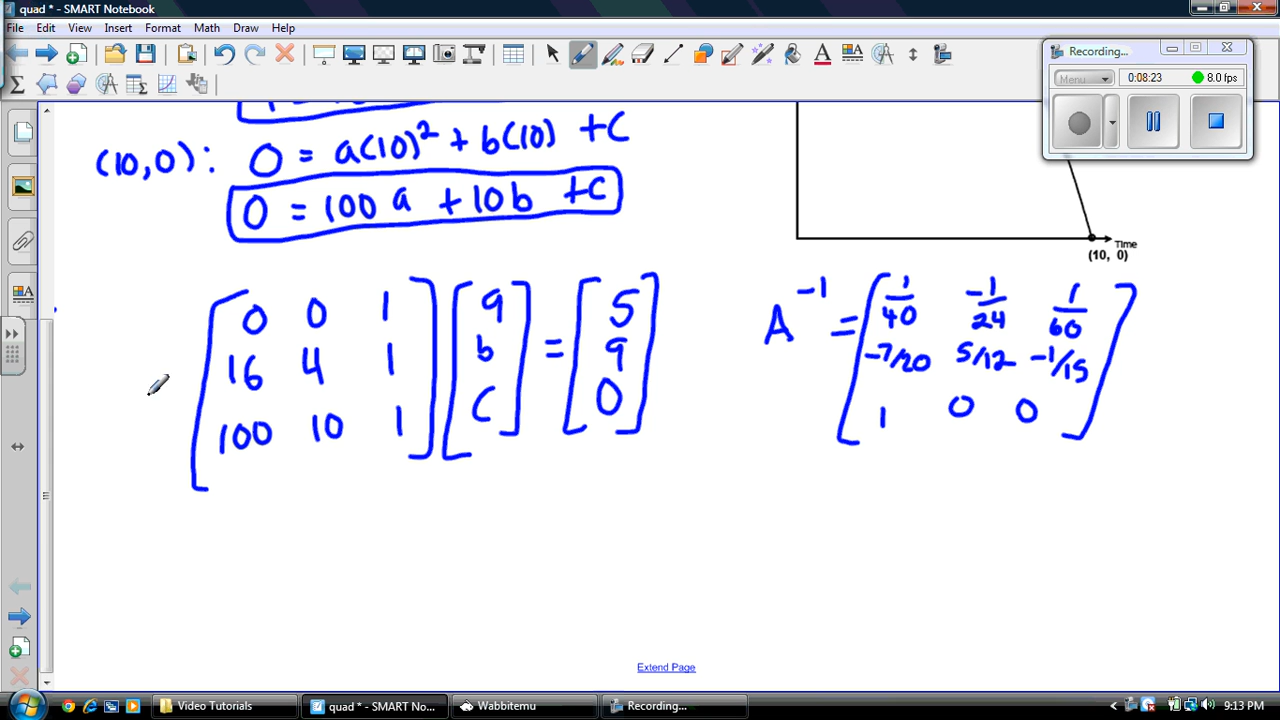 quad * - SMART Notebook
File Edit View Insert Format Math Draw Help
Recording...
Menu 0:08:23 8.0 fps
(10,0): 0 = a(10)² + b(10) + C
0 = 100a + 10b + C
Time
(10, 0)
[0 0 1] [a] = [5]
[16 4 1] [b] = [9]
[100 10 1] [C] = [0]
A⁻¹ = [1/40 -1/24 1/60]
[-7/20 5/12 -1/15]
[1 0 0]
Extend Page
Video Tutorials quad * - SMART No... Wabbitemu Recording... 9:13 PM